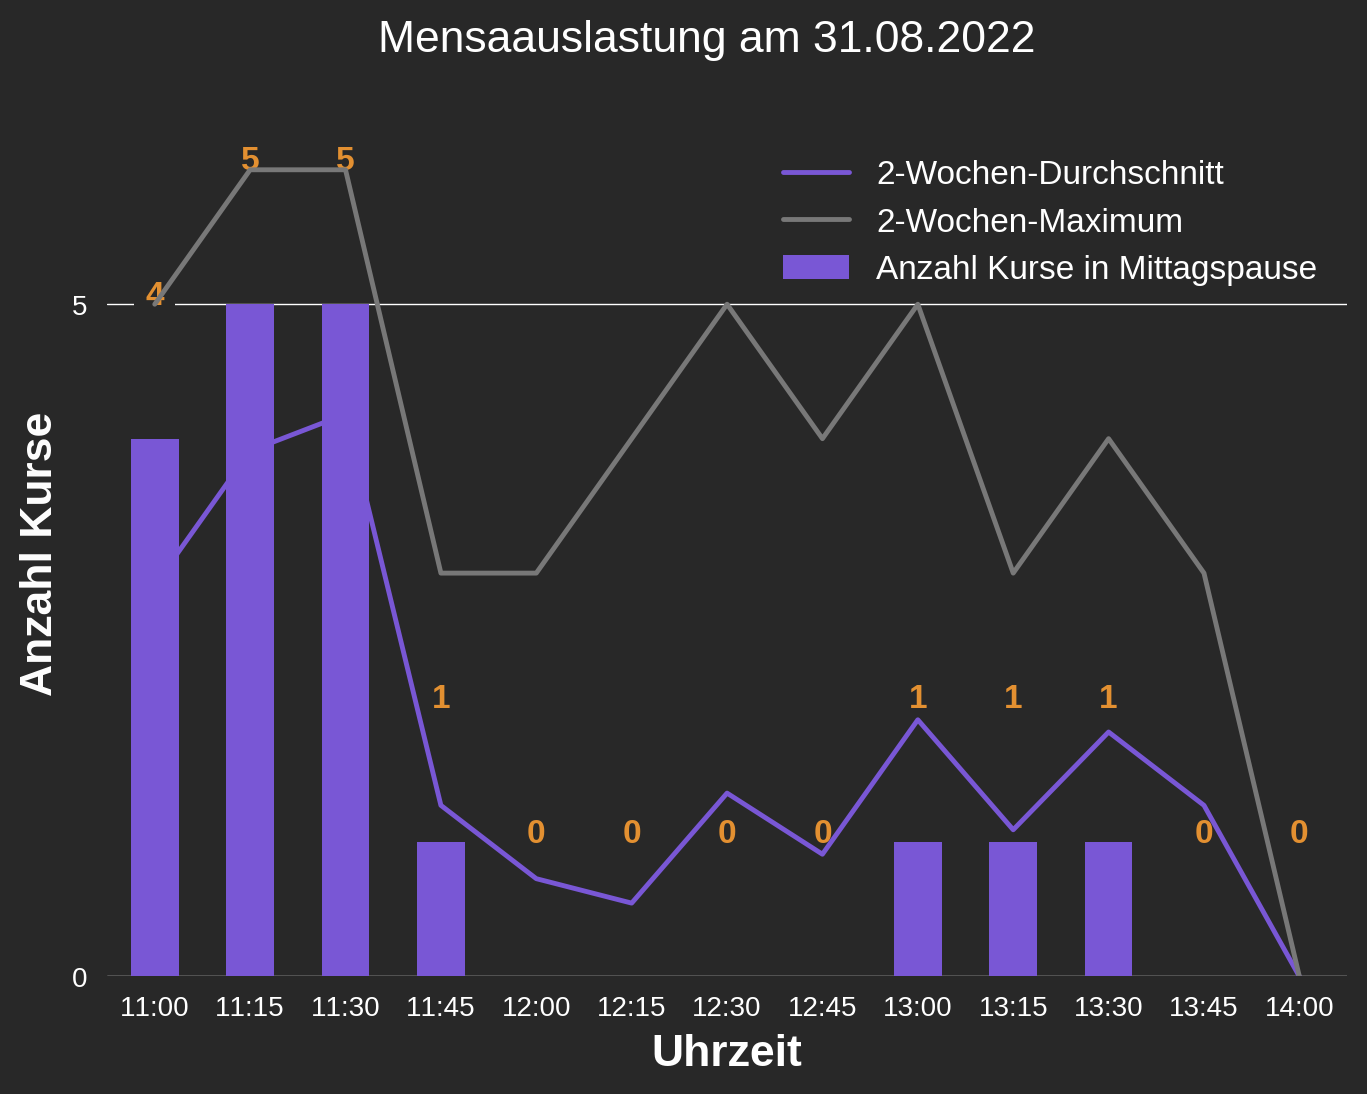 Mensaauslastung am 31.08.2022
5 5
2-Wochen-Durchschnitt
2-Wochen-Maximum
Anzahl Kurse in Mittagspause
4
5
Anzahl Kurse
1 1 1 1
0 0 0 0 0 0
0
11:00 11:15 11:30 11:45 12:00 12:15 12:30 12:45 13:00 13:15 13:30 13:45 14:00
Uhrzeit